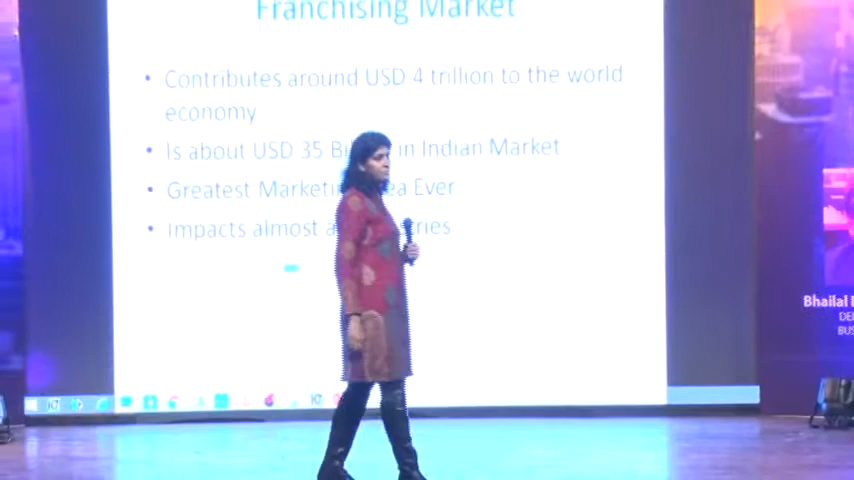 Franchising Market
• Contributes around USD 4 trillion to the world
economy
• Is about USD 35 in Indian Market
• Greatest Ever
• Impacts almost
Bhailal